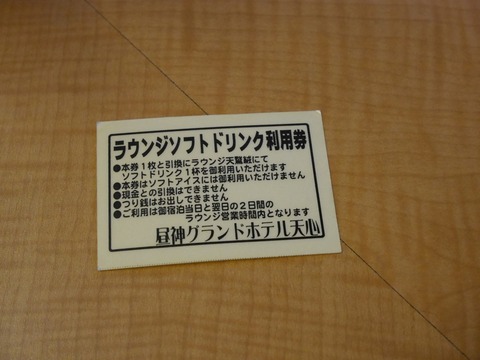 ラウンジソフトドリンク利用券
●本券1枚と引換にラウンジ天鵞絨にて
ソフトドリンク1杯を御利用いただけます
●本券はソフトアイスには御利用いただけません
●現金との引換はできません
●つり銭はお出しできません
●ご利用は御宿泊当日と翌日の2日間の
ラウンジ営業時間内となります
昼神グランドホテル天心